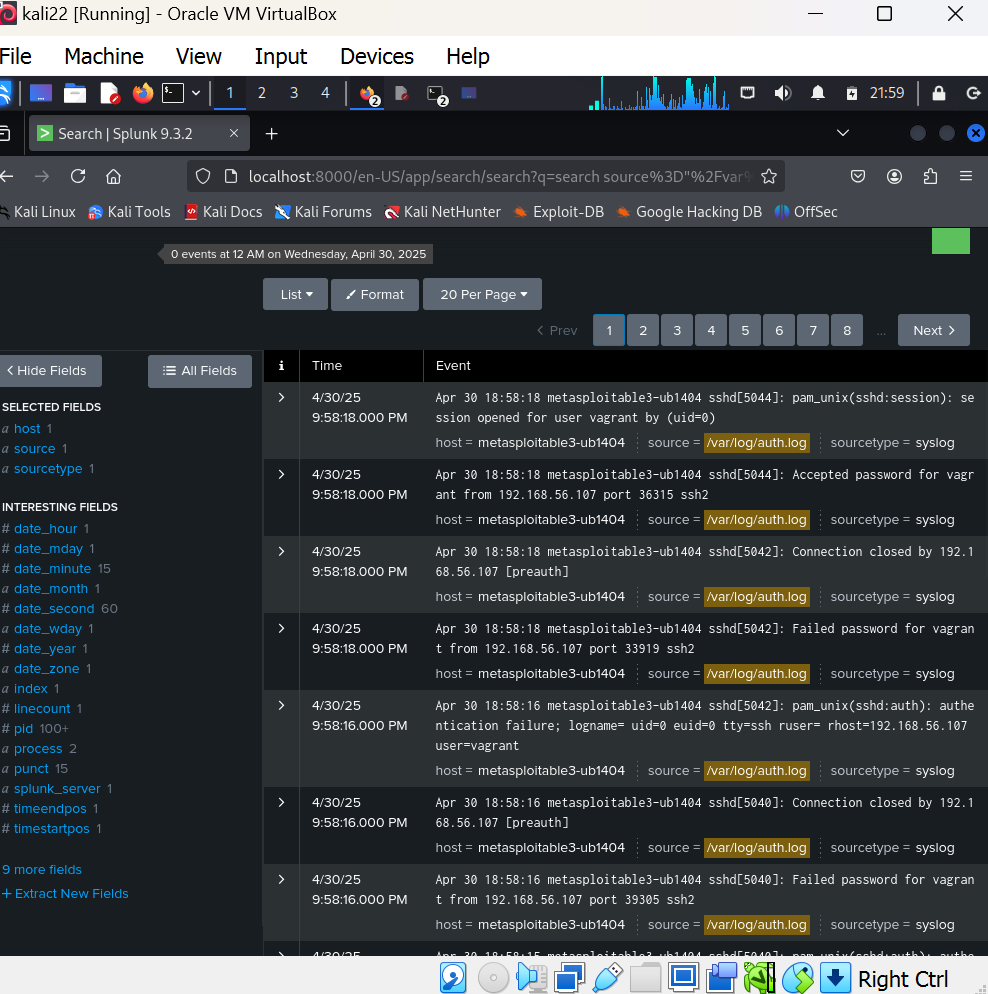 kali22 [Running] - Oracle VM VirtualBox
File Machine View Input Devices Help
1 2 3 4 2 2 21:59
Search | Splunk 9.3.2
localhost:8000/en-US/app/search/search?q=search source%3D"%2Fvar%
Kali Linux Kali Tools Kali Docs Kali Forums Kali NetHunter Exploit-DB Google Hacking DB OffSec
0 events at 12 AM on Wednesday, April 30, 2025
List Format 20 Per Page
< Prev 1 2 3 4 5 6 7 8 ... Next >
< Hide Fields All Fields
SELECTED FIELDS
a host 1
a source 1
a sourcetype 1
INTERESTING FIELDS
# date_hour 1
# date_mday 1
# date_minute 15
a date_month 1
# date_second 60
a date_wday 1
# date_year 1
a date_zone 1
a index 1
# linecount 1
# pid 100+
a process 2
a punct 15
a splunk_server 1
# timeendpos 1
# timestartpos 1
9 more fields
+ Extract New Fields
i Time Event
> 4/30/25 Apr 30 18:58:18 metasploitable3-ub1404 sshd[5044]: pam_unix(sshd:session): se
9:58:18.000 PM ssion opened for user vagrant by (uid=0)
host = metasploitable3-ub1404 source = /var/log/auth.log sourcetype = syslog
> 4/30/25 Apr 30 18:58:18 metasploitable3-ub1404 sshd[5044]: Accepted password for vagr
9:58:18.000 PM ant from 192.168.56.107 port 36315 ssh2
host = metasploitable3-ub1404 source = /var/log/auth.log sourcetype = syslog
> 4/30/25 Apr 30 18:58:18 metasploitable3-ub1404 sshd[5042]: Connection closed by 192.1
9:58:18.000 PM 68.56.107 [preauth]
host = metasploitable3-ub1404 source = /var/log/auth.log sourcetype = syslog
> 4/30/25 Apr 30 18:58:18 metasploitable3-ub1404 sshd[5042]: Failed password for vagran
9:58:18.000 PM t from 192.168.56.107 port 33919 ssh2
host = metasploitable3-ub1404 source = /var/log/auth.log sourcetype = syslog
> 4/30/25 Apr 30 18:58:16 metasploitable3-ub1404 sshd[5042]: pam_unix(sshd:auth): authe
9:58:16.000 PM ntication failure; logname= uid=0 euid=0 tty=ssh ruser= rhost=192.168.56.107
user=vagrant
host = metasploitable3-ub1404 source = /var/log/auth.log sourcetype = syslog
> 4/30/25 Apr 30 18:58:16 metasploitable3-ub1404 sshd[5040]: Connection closed by 192.1
9:58:16.000 PM 68.56.107 [preauth]
host = metasploitable3-ub1404 source = /var/log/auth.log sourcetype = syslog
> 4/30/25 Apr 30 18:58:16 metasploitable3-ub1404 sshd[5040]: Failed password for vagran
9:58:16.000 PM t from 192.168.56.107 port 39305 ssh2
host = metasploitable3-ub1404 source = /var/log/auth.log sourcetype = syslog
Right Ctrl